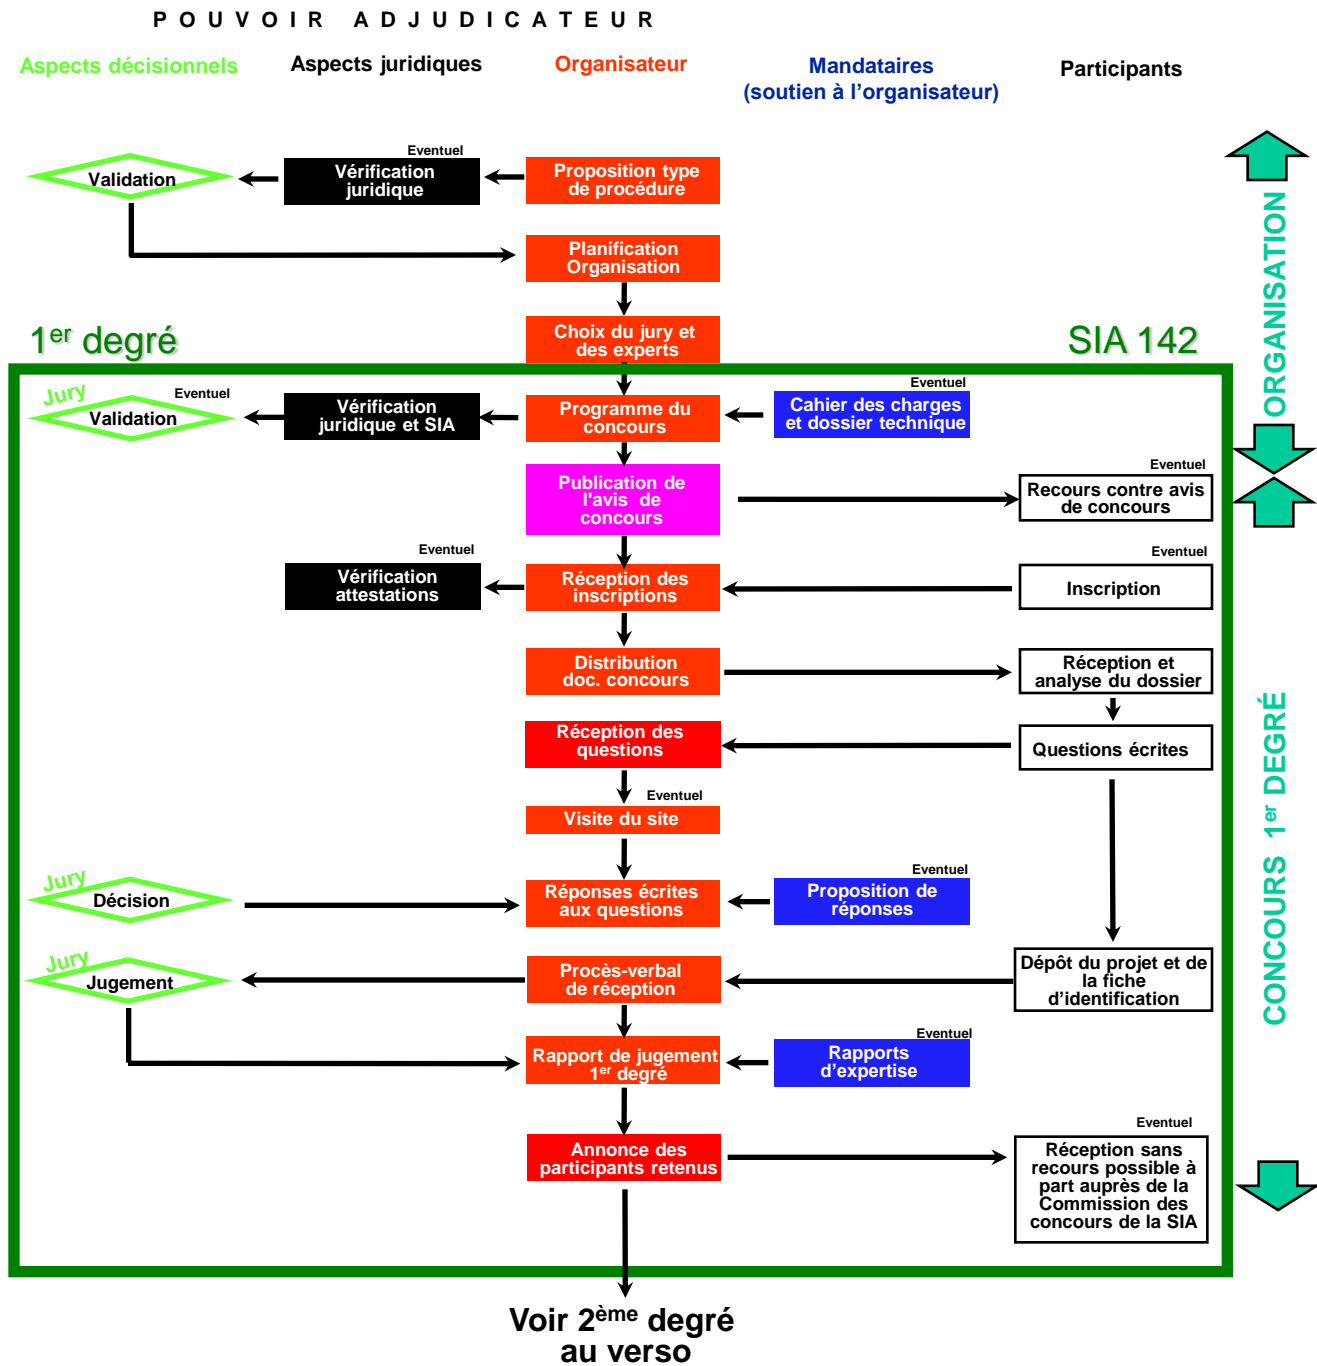 POUVOIR ADJUDICATEUR
Aspects décisionnels
Aspects juridiques
Organisateur
Mandataires
(soutien à l'organisateur)
Participants
Validation
Eventuel
Vérification
juridique
Proposition type
de procédure
Planification
Organisation
Choix du jury et
des experts
ORGANISATION
1er degré
SIA 142
Jury
Eventuel
Validation
Vérification
juridique et SIA
Programme du
concours
Eventuel
Cahier des charges
et dossier technique
Publication de
l'avis de
concours
Eventuel
Recours contre avis
de concours
Eventuel
Vérification
attestations
Réception des
inscriptions
Eventuel
Inscription
Distribution
doc. concours
Réception et
analyse du dossier
Réception des
questions
Questions écrites
Eventuel
Visite du site
CONCOURS 1er DEGRÉ
Jury
Décision
Réponses écrites
aux questions
Eventuel
Proposition de
réponses
Jury
Jugement
Procès-verbal
de réception
Dépôt du projet et de
la fiche
d'identification
Rapport de jugement
1er degré
Eventuel
Rapports
d'expertise
Annonce des
participants retenus
Eventuel
Réception sans
recours possible à
part auprès de la
Commission des
concours de la SIA
Voir 2ème degré
au verso